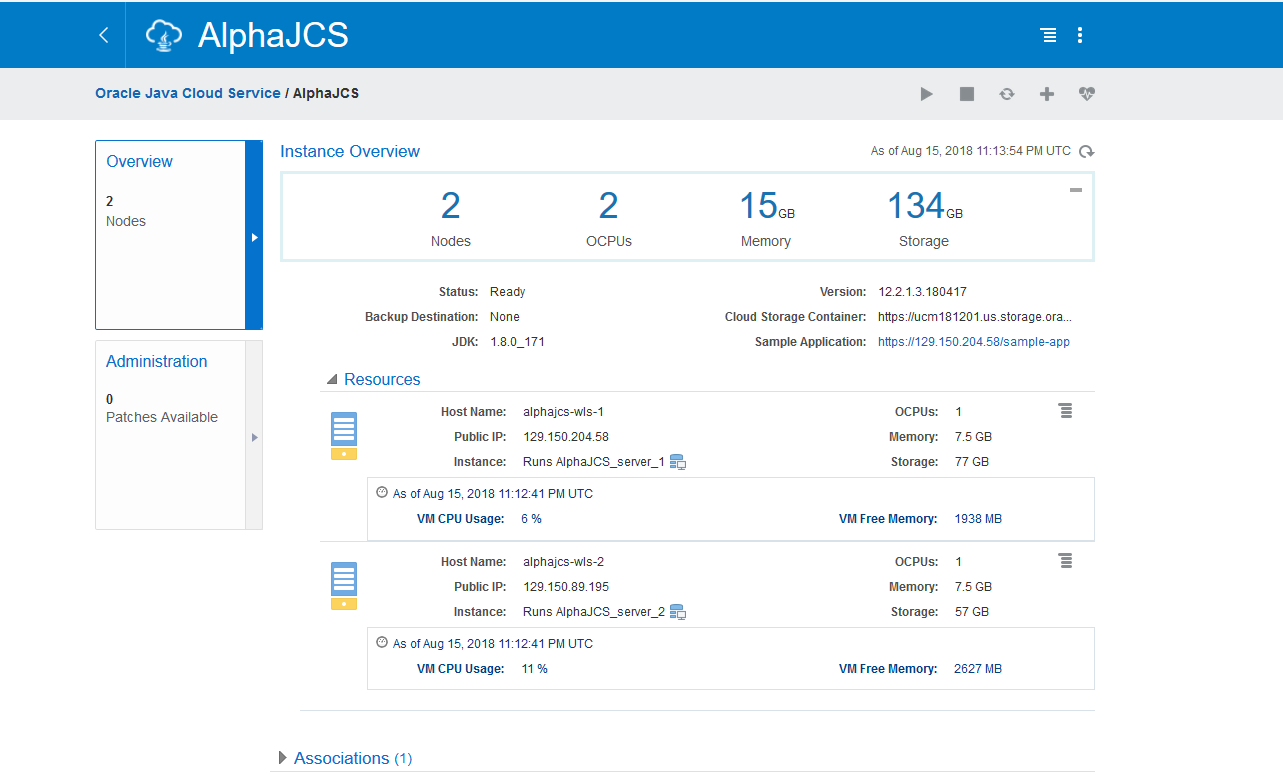 AlphaJCS
Oracle Java Cloud Service / AlphaJCS
Overview
2
Nodes
Administration
0
Patches Available
Instance Overview
As of Aug 15, 2018 11:13:54 PM UTC
2 2 15GB 134GB
Nodes OCPUs Memory Storage
Status: Ready Version: 12.2.1.3.180417
Backup Destination: None Cloud Storage Container: https://ucm181201.us.storage.ora...
JDK: 1.8.0_171 Sample Application: https://129.150.204.58/sample-app
Resources
Host Name: alphajcs-wls-1 OCPUs: 1
Public IP: 129.150.204.58 Memory: 7.5 GB
Instance: Runs AlphaJCS_server_1 Storage: 77 GB
As of Aug 15, 2018 11:12:41 PM UTC
VM CPU Usage: 6 % VM Free Memory: 1938 MB
Host Name: alphajcs-wls-2 OCPUs: 1
Public IP: 129.150.89.195 Memory: 7.5 GB
Instance: Runs AlphaJCS_server_2 Storage: 57 GB
As of Aug 15, 2018 11:12:41 PM UTC
VM CPU Usage: 11 % VM Free Memory: 2627 MB
Associations (1)